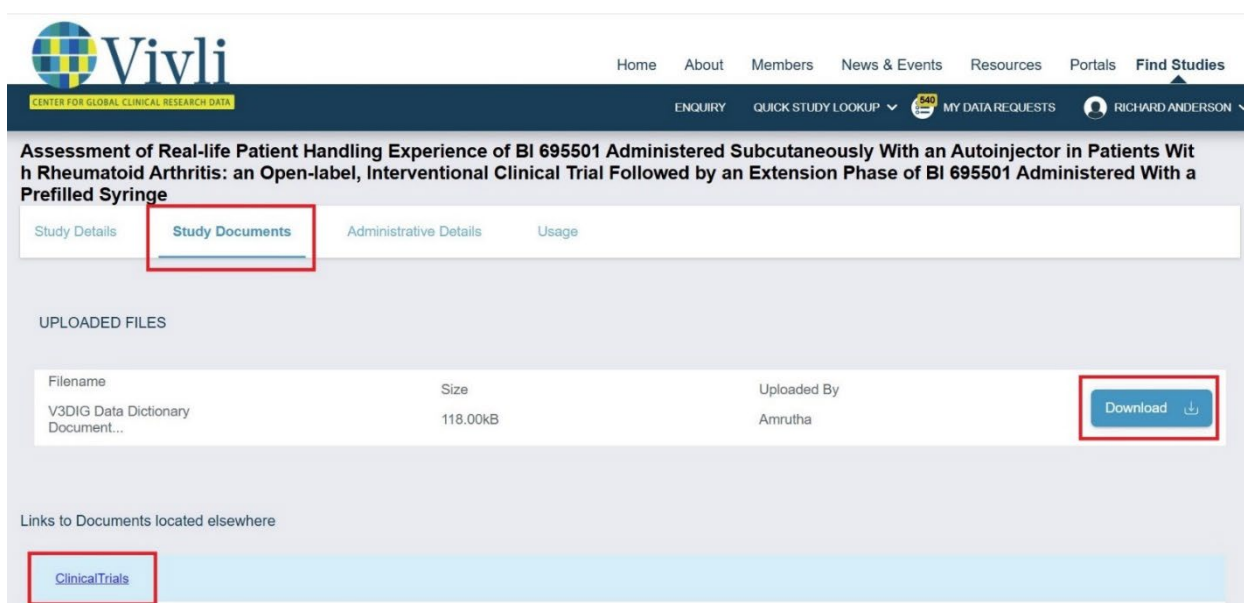 Vivli
CENTER FOR GLOBAL CLINICAL RESEARCH DATA
Home About Members News & Events Resources Portals Find Studies
ENQUIRY QUICK STUDY LOOKUP 540 MY DATA REQUESTS RICHARD ANDERSON
Assessment of Real-life Patient Handling Experience of BI 695501 Administered Subcutaneously With an Autoinjector in Patients Wit
h Rheumatoid Arthritis: an Open-label, Interventional Clinical Trial Followed by an Extension Phase of BI 695501 Administered With a
Prefilled Syringe
Study Details Study Documents Administrative Details Usage
UPLOADED FILES
Filename Size Uploaded By
V3DIG Data Dictionary
Document... 118.00kB Amrutha
Download
Links to Documents located elsewhere
ClinicalTrials